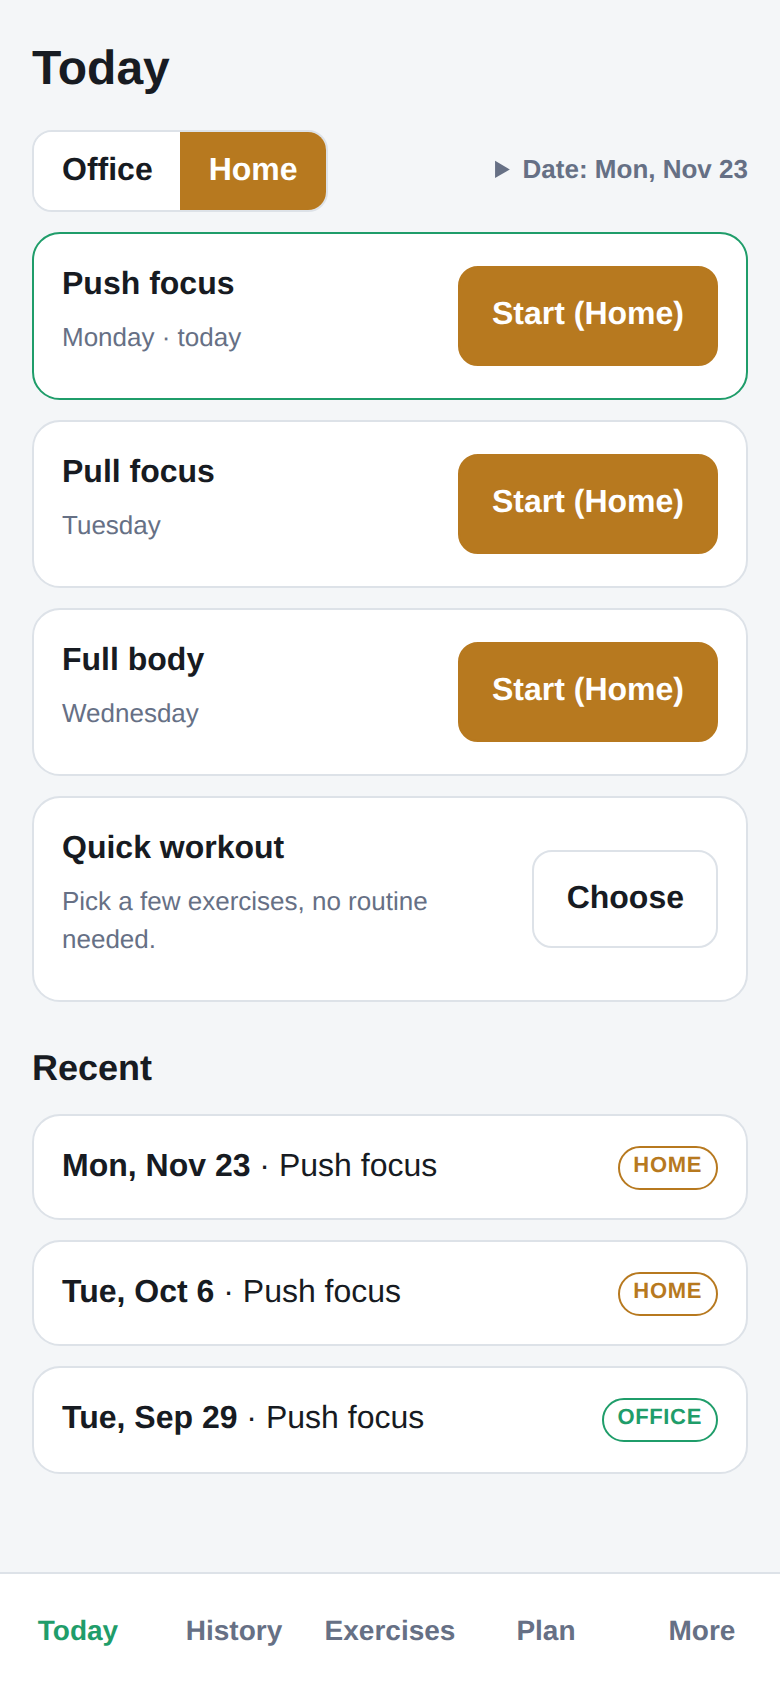 Today
Office Home ▶ Date: Mon, Nov 23
Push focus
Monday · today
Start (Home)
Pull focus
Tuesday
Start (Home)
Full body
Wednesday
Start (Home)
Quick workout
Pick a few exercises, no routine
needed.
Choose
Recent
Mon, Nov 23 · Push focus HOME
Tue, Oct 6 · Push focus HOME
Tue, Sep 29 · Push focus OFFICE
Today History Exercises Plan More